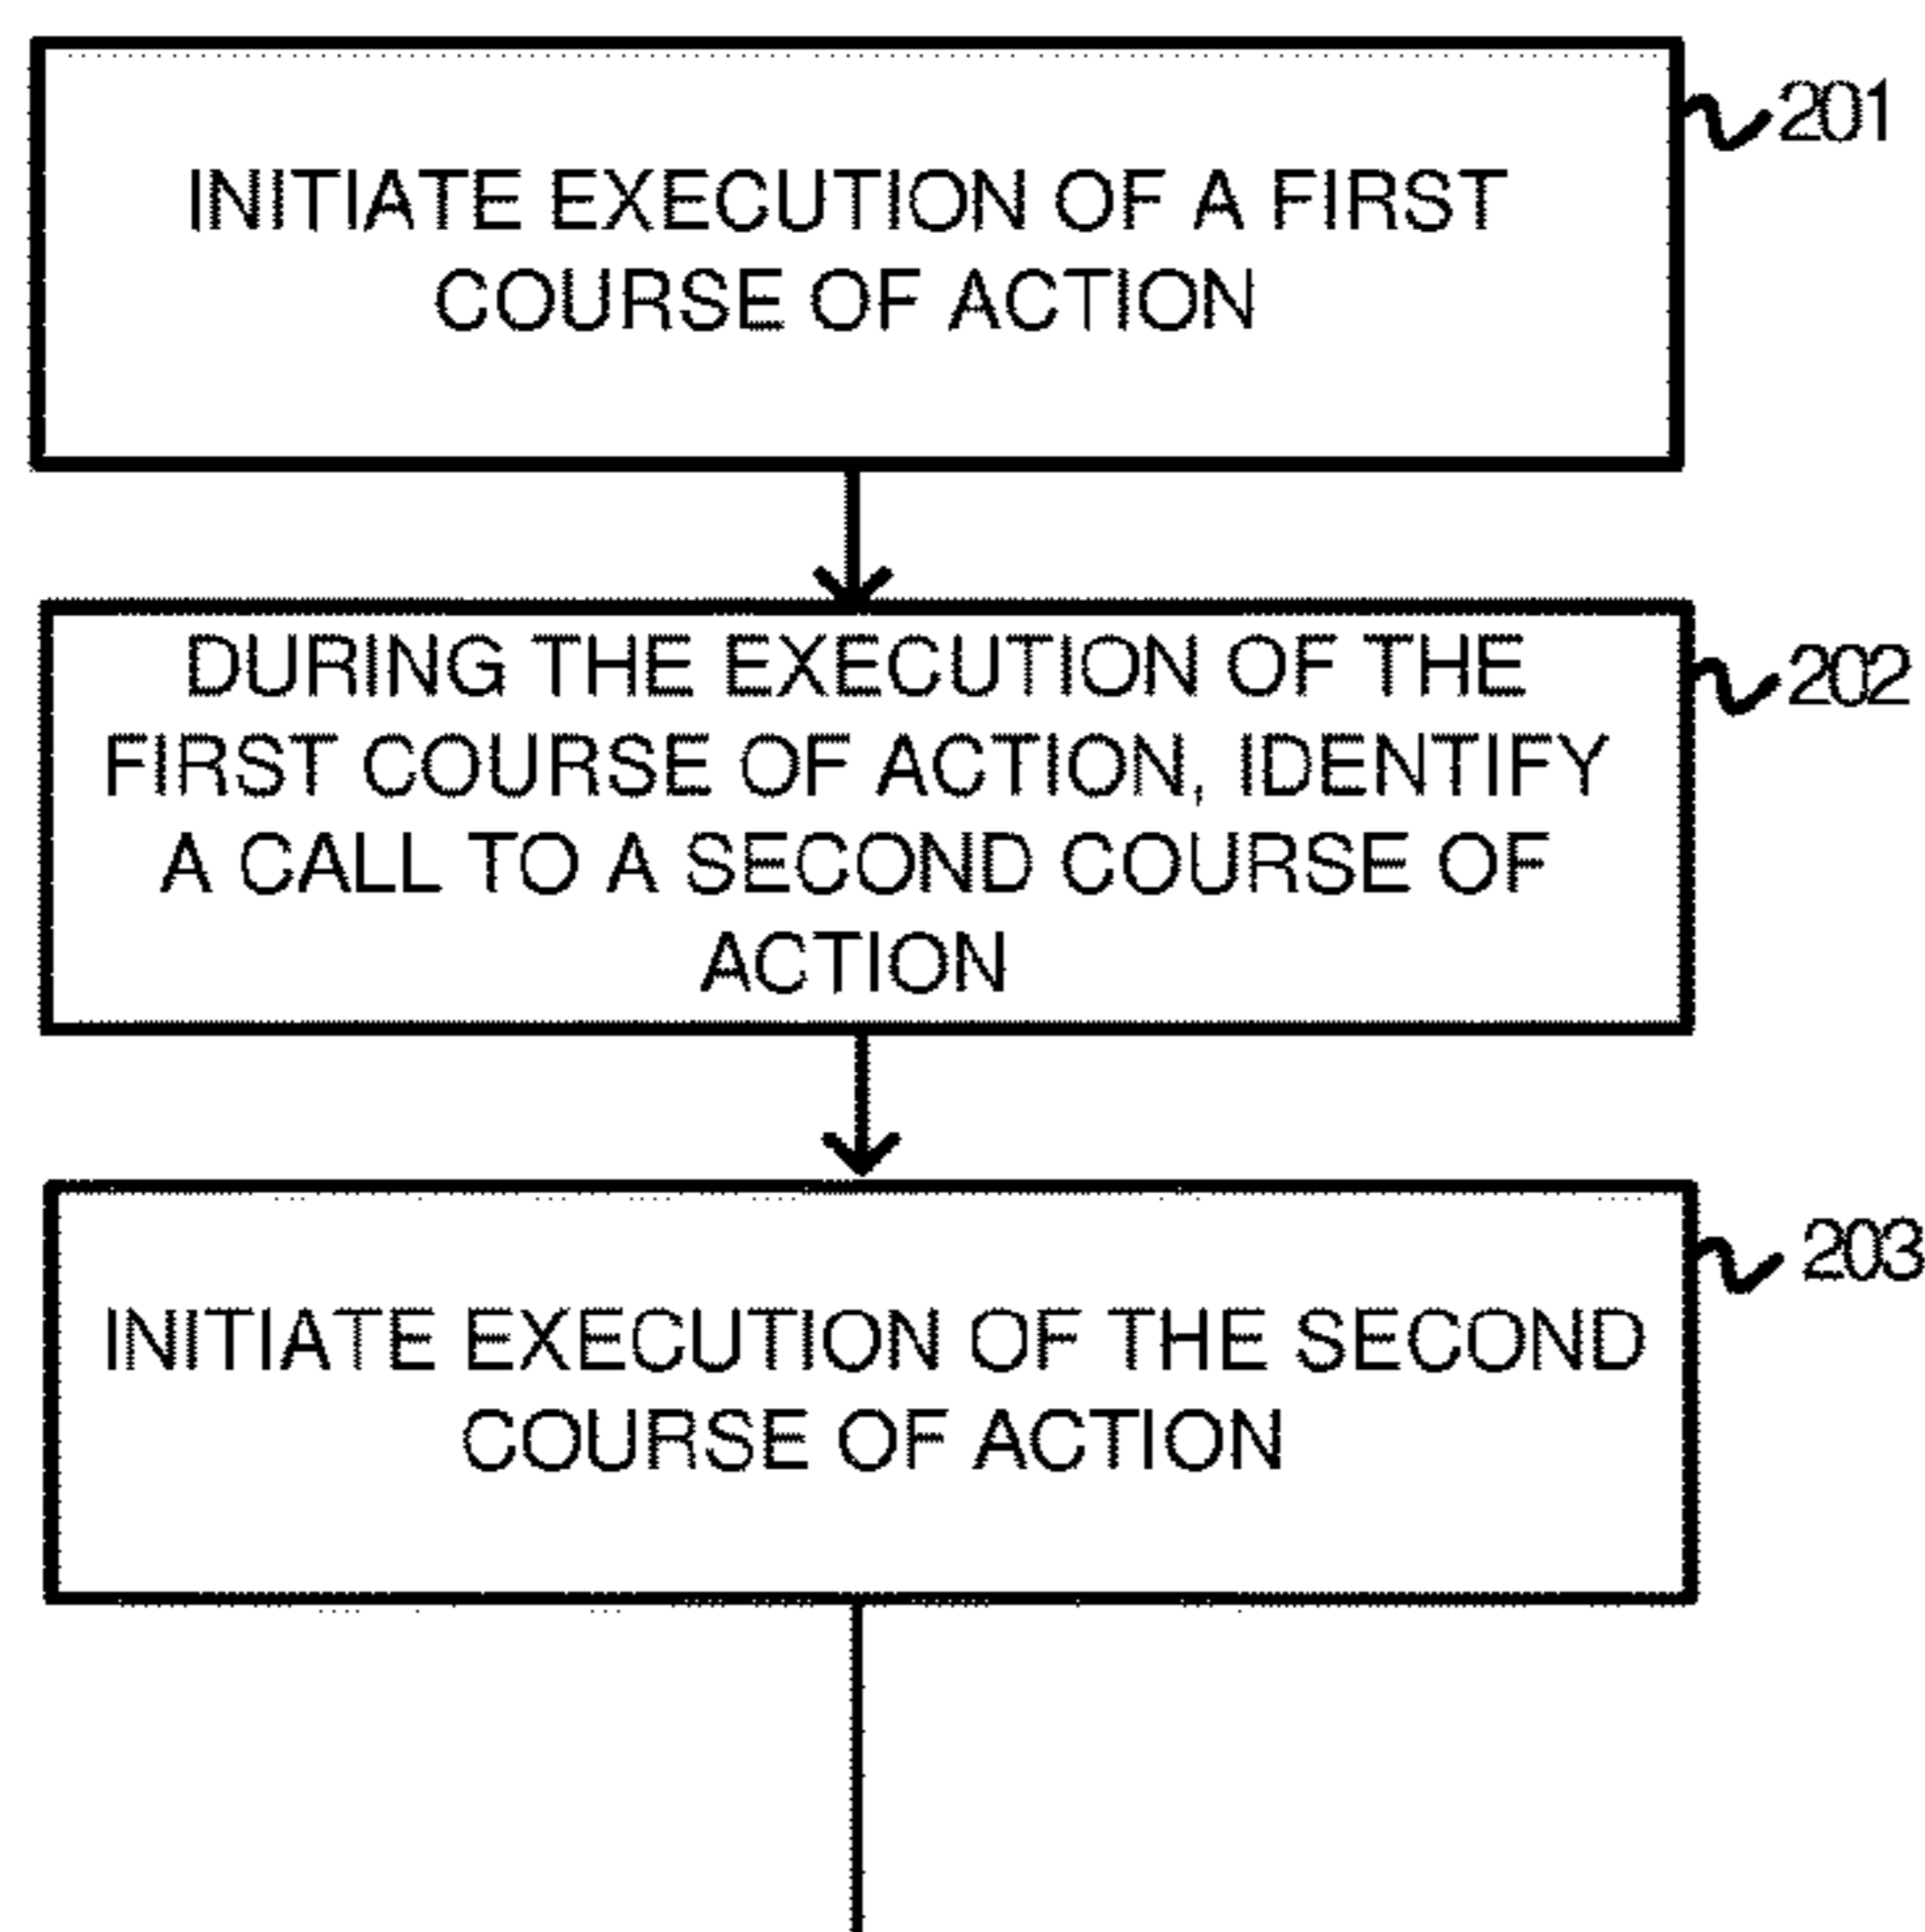 201
INITIATE EXECUTION OF A FIRST
COURSE OF ACTION
202
DURING THE EXECUTION OF THE
FIRST COURSE OF ACTION, IDENTIFY
A CALL TO A SECOND COURSE OF
ACTION
203
INITIATE EXECUTION OF THE SECOND
COURSE OF ACTION